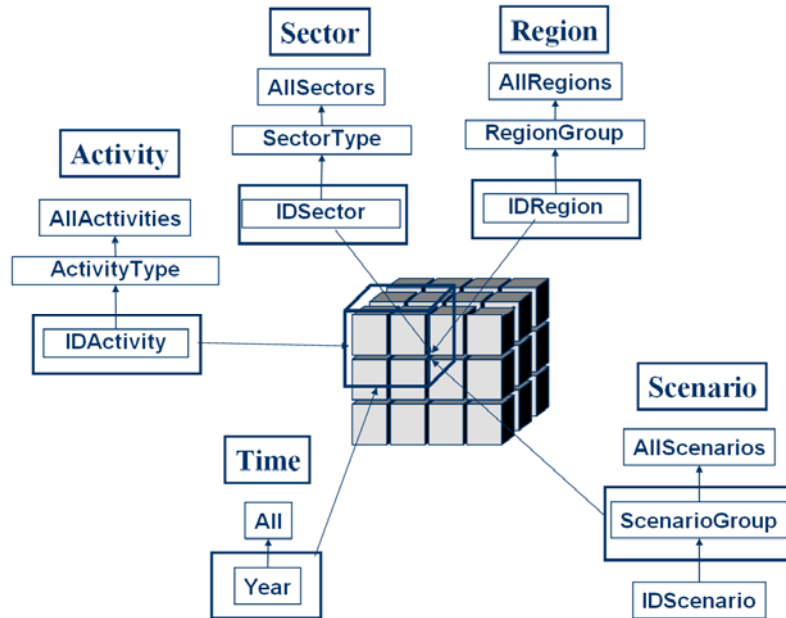 Sector
Region
AllSectors
AllRegions
SectorType
RegionGroup
Activity
IDSector
IDRegion
AllActtivities
ActivityType
IDActivity
Scenario
Time
AllScenarios
All
ScenarioGroup
Year
IDScenario